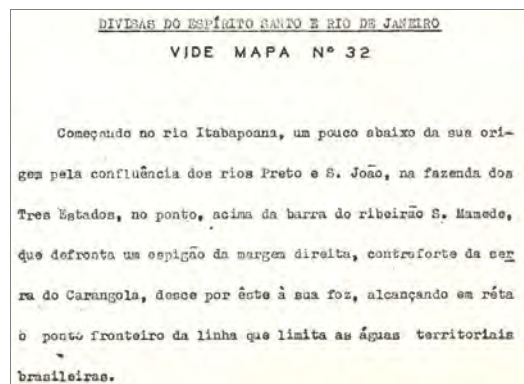 DIVISAS DO ESPÍRITO SANTO E RIO DE JANEIRO
VIDE MAPA Nº 32
Começando no rio Itabapoana, um pouco abaixo da sua ori-
gem pela confluência dos rios Preto e S. João, na fazenda dos
Tres Estados, no ponto, acima da barra do ribeirão S. Mamede,
que defronta um espigão da margem direita, contraforte da ser
ra do Carangola, desce por êste à sua foz, alcançando em réta
o ponto fronteiro da linha que limita as águas territoriais
brasileiras.